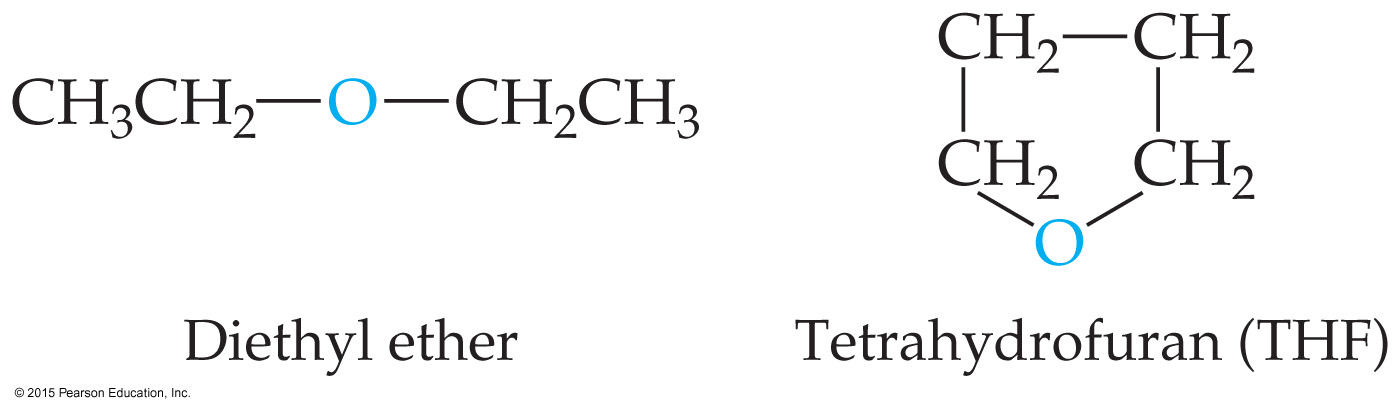 CH₃CH₂—O—CH₂CH₃
CH₂—CH₂
CH₂ CH₂
O
Diethyl ether
Tetrahydrofuran (THF)
© 2015 Pearson Education, Inc.